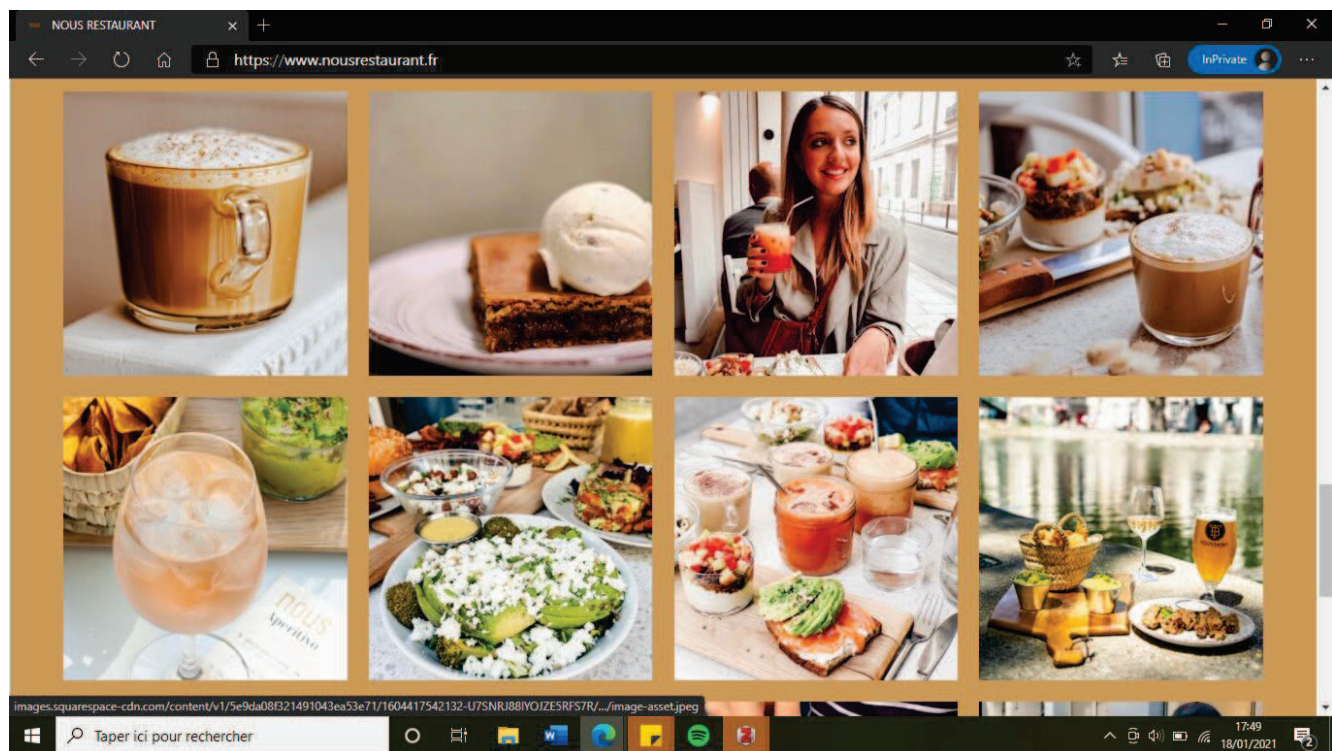 NOUS RESTAURANT
https://www.nousrestaurant.fr
InPrivate
nous
Aperitivo
images.squarespace-cdn.com/content/v1/5e9da08f321491043ea53e71/1604417542132-U7SNRJ88IYOJZE5RFS7R/.../image-asset.jpeg
Taper ici pour rechercher
17:49
18/01/2021
2